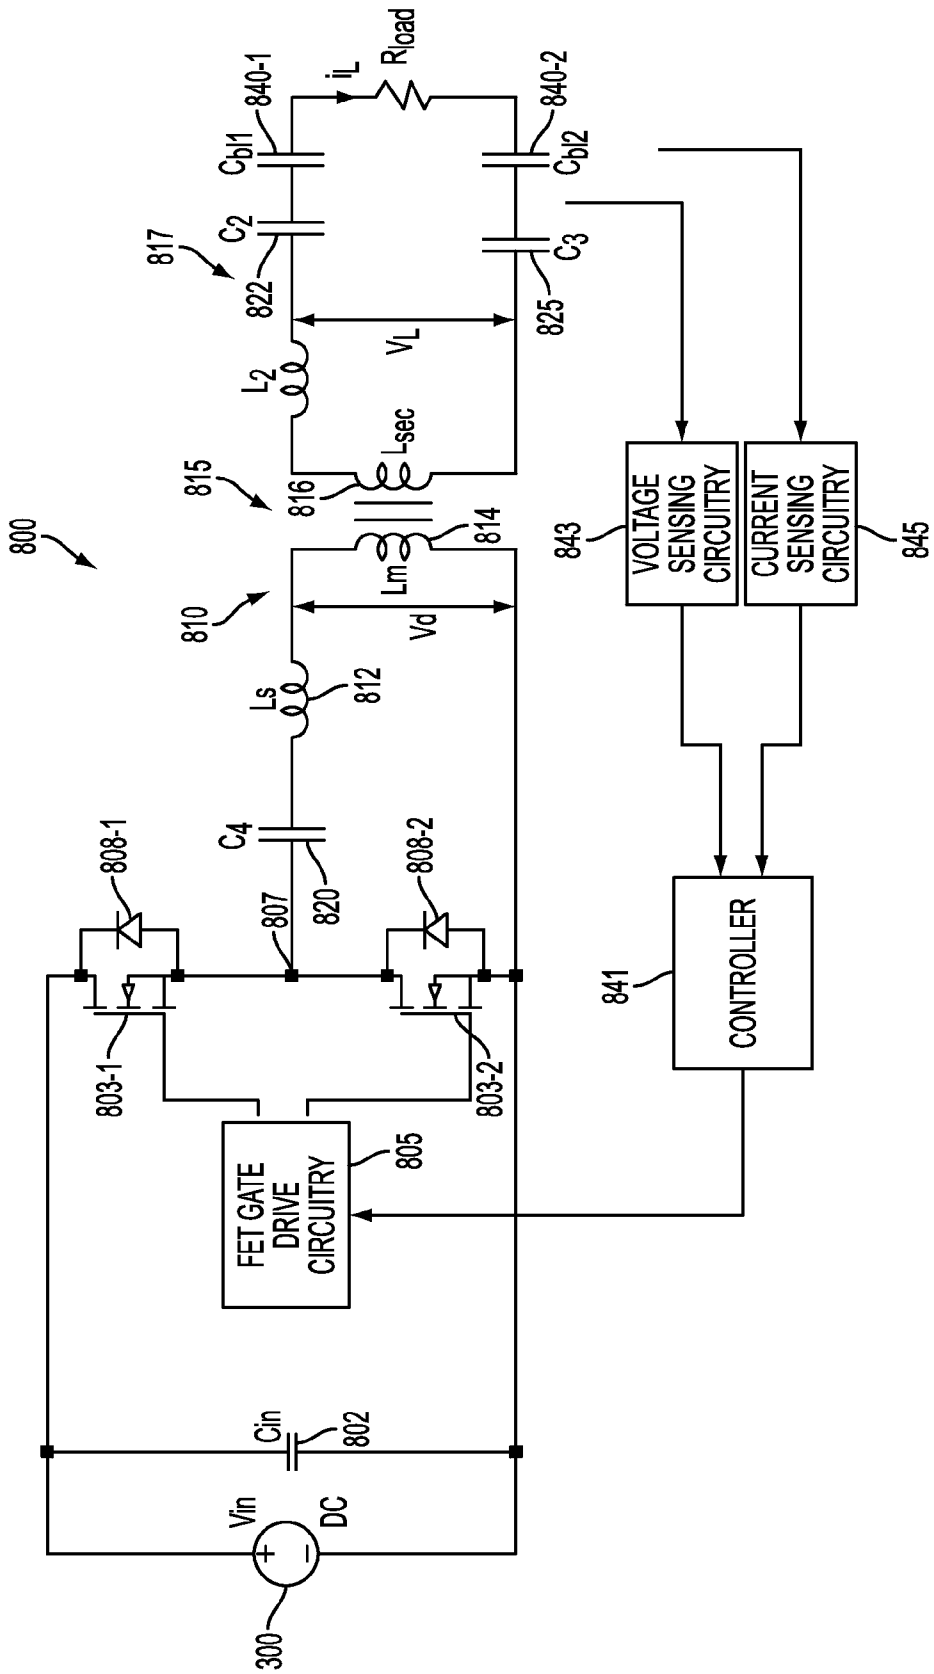 800
300
Vin
DC
Cin
802
FET GATE
DRIVE
CIRCUITRY
805
803-1
803-2
808-1
808-2
807
C4
820
Ls
812
810
Vd
Lm
814
815
816
Lsec
L2
VL
817
C2
822
C3
825
Cbl1
840-1
Cbl2
840-2
iL
Rload
843
VOLTAGE
SENSING
CIRCUITRY
CURRENT
SENSING
CIRCUITRY
845
841
CONTROLLER